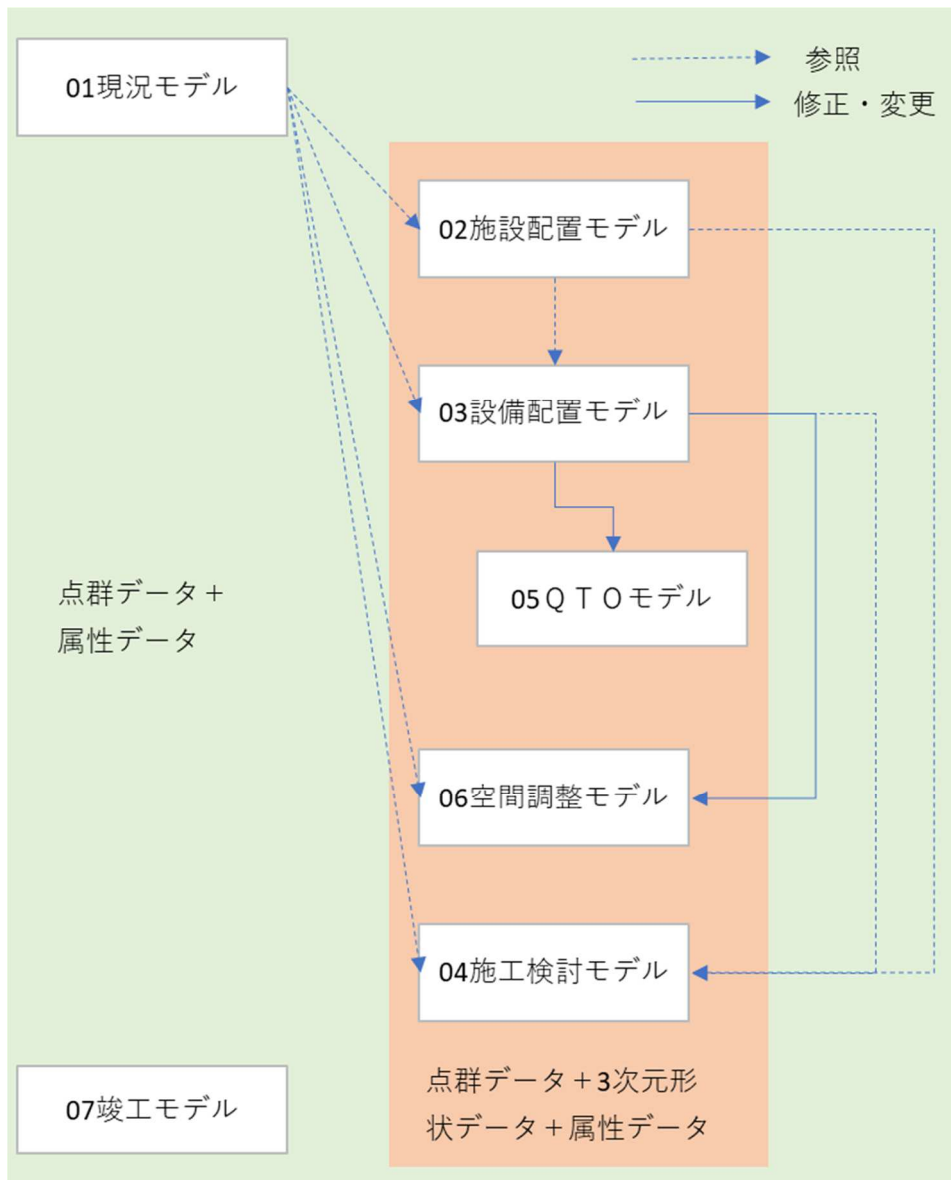 01現況モデル
参照
修正・変更
02施設配置モデル
03設備配置モデル
05QTOモデル
点群データ+
属性データ
06空間調整モデル
04施工検討モデル
点群データ+3次元形
状データ+属性データ
07竣工モデル